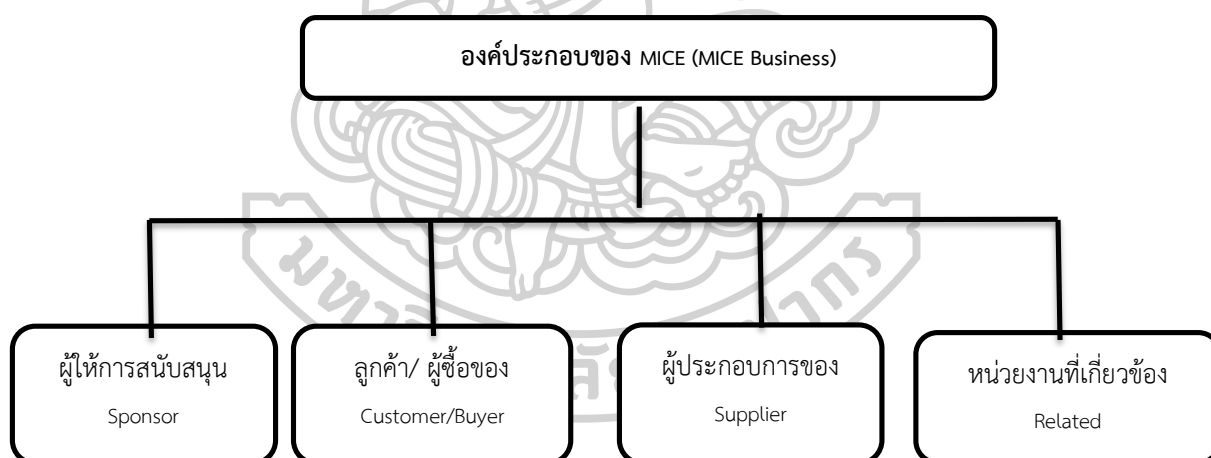 องค์ประกอบของ MICE (MICE Business)
ผู้ให้การสนับสนุน
Sponsor
ลูกค้า/ ผู้ซื้อของ
Customer/Buyer
ผู้ประกอบการของ
Supplier
หน่วยงานที่เกี่ยวข้อง
Related